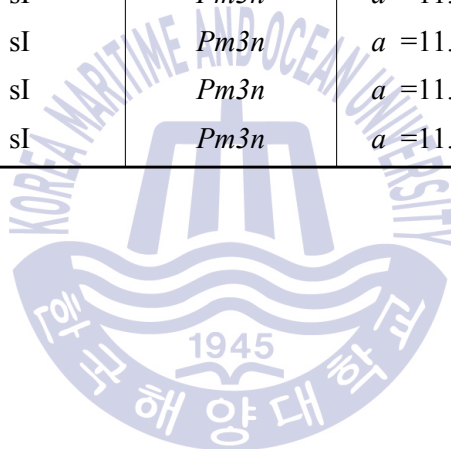 sI Pm3n a =11.
sI Pm3n a =11.
sI Pm3n a =11.
sI Pm3n a =11.
KOREA MARITIME AND OCEAN UNIVERSITY
1945
한국해양대학교